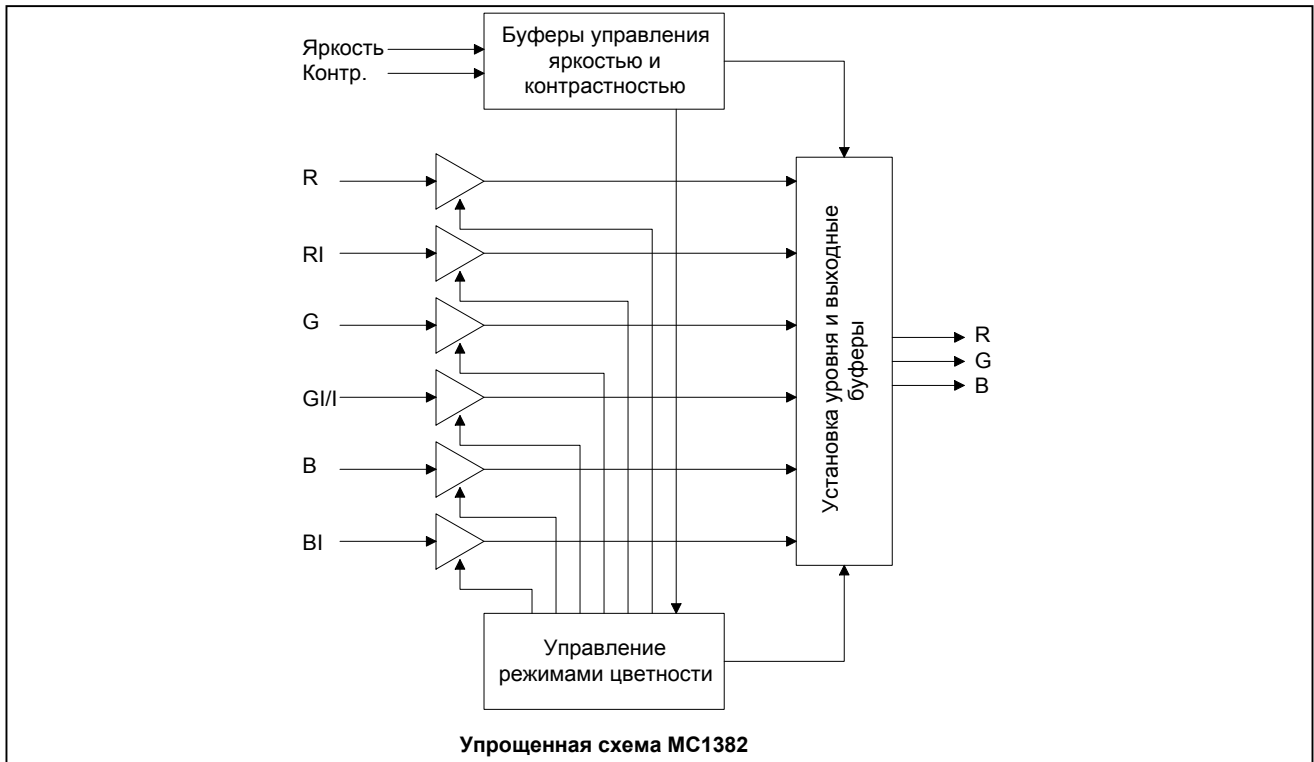 Яркость
Контр.
Буферы управления
яркостью и
контрастностью
R
RI
G
GI/I
B
BI
Установка уровня и выходные
буферы
R
G
B
Управление
режимами цветности
Упрощенная схема MC1382